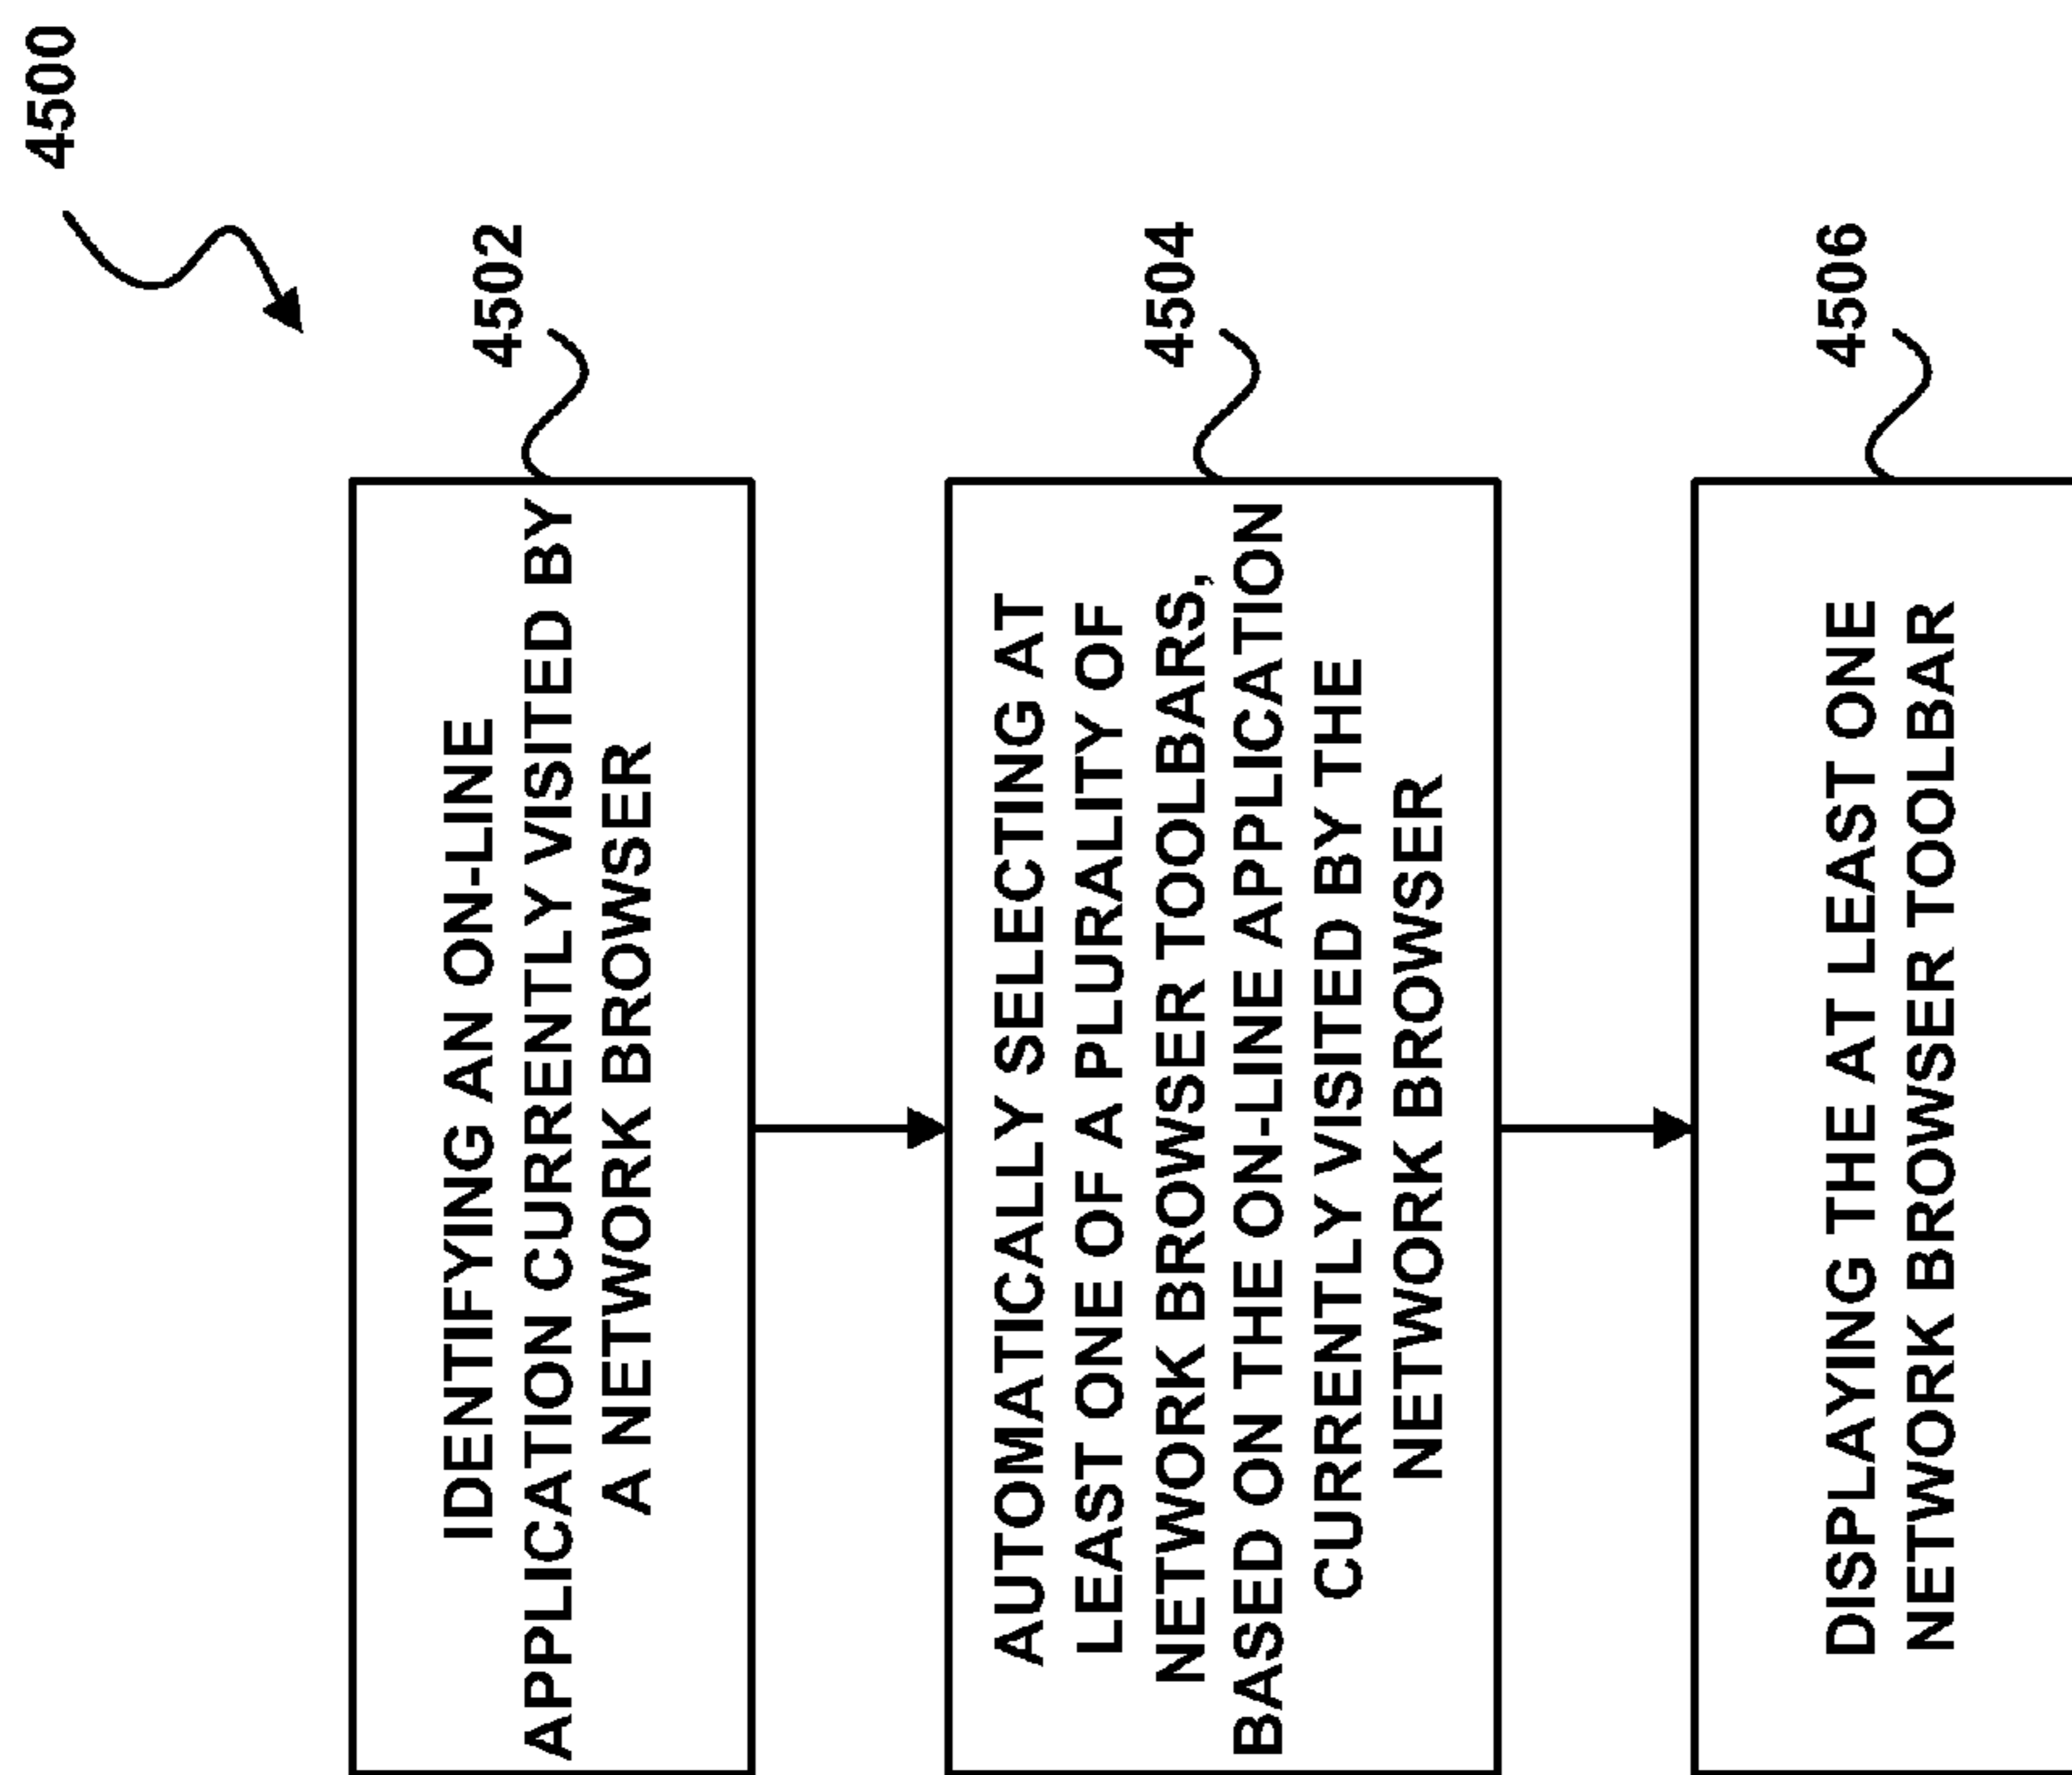 4500
4502
IDENTIFYING AN ON-LINE
APPLICATION CURRENTLY VISITED BY
A NETWORK BROWSER
4504
AUTOMATICALLY SELECTING AT
LEAST ONE OF A PLURALITY OF
NETWORK BROWSER TOOLBARS,
BASED ON THE ON-LINE APPLICATION
CURRENTLY VISITED BY THE
NETWORK BROWSER
4506
DISPLAYING THE AT LEAST ONE
NETWORK BROWSER TOOLBAR